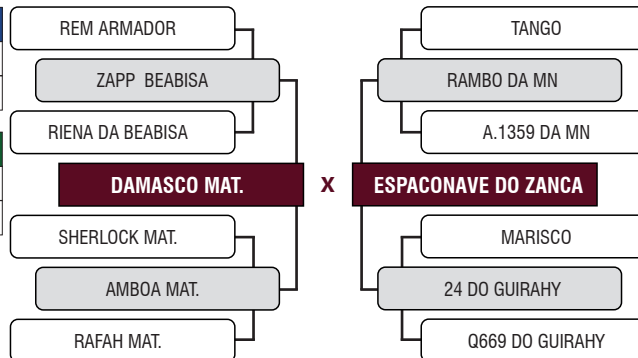 REM ARMADOR
ZAPP BEABISA
RIENA DA BEABISA
DAMASCO MAT.
SHERLOCK MAT.
AMBOA MAT.
RAFAH MAT.
X
TANGO
RAMBO DA MN
A.1359 DA MN
ESPACONAVE DO ZANCA
MARISCO
24 DO GUIRAHY
Q669 DO GUIRAHY